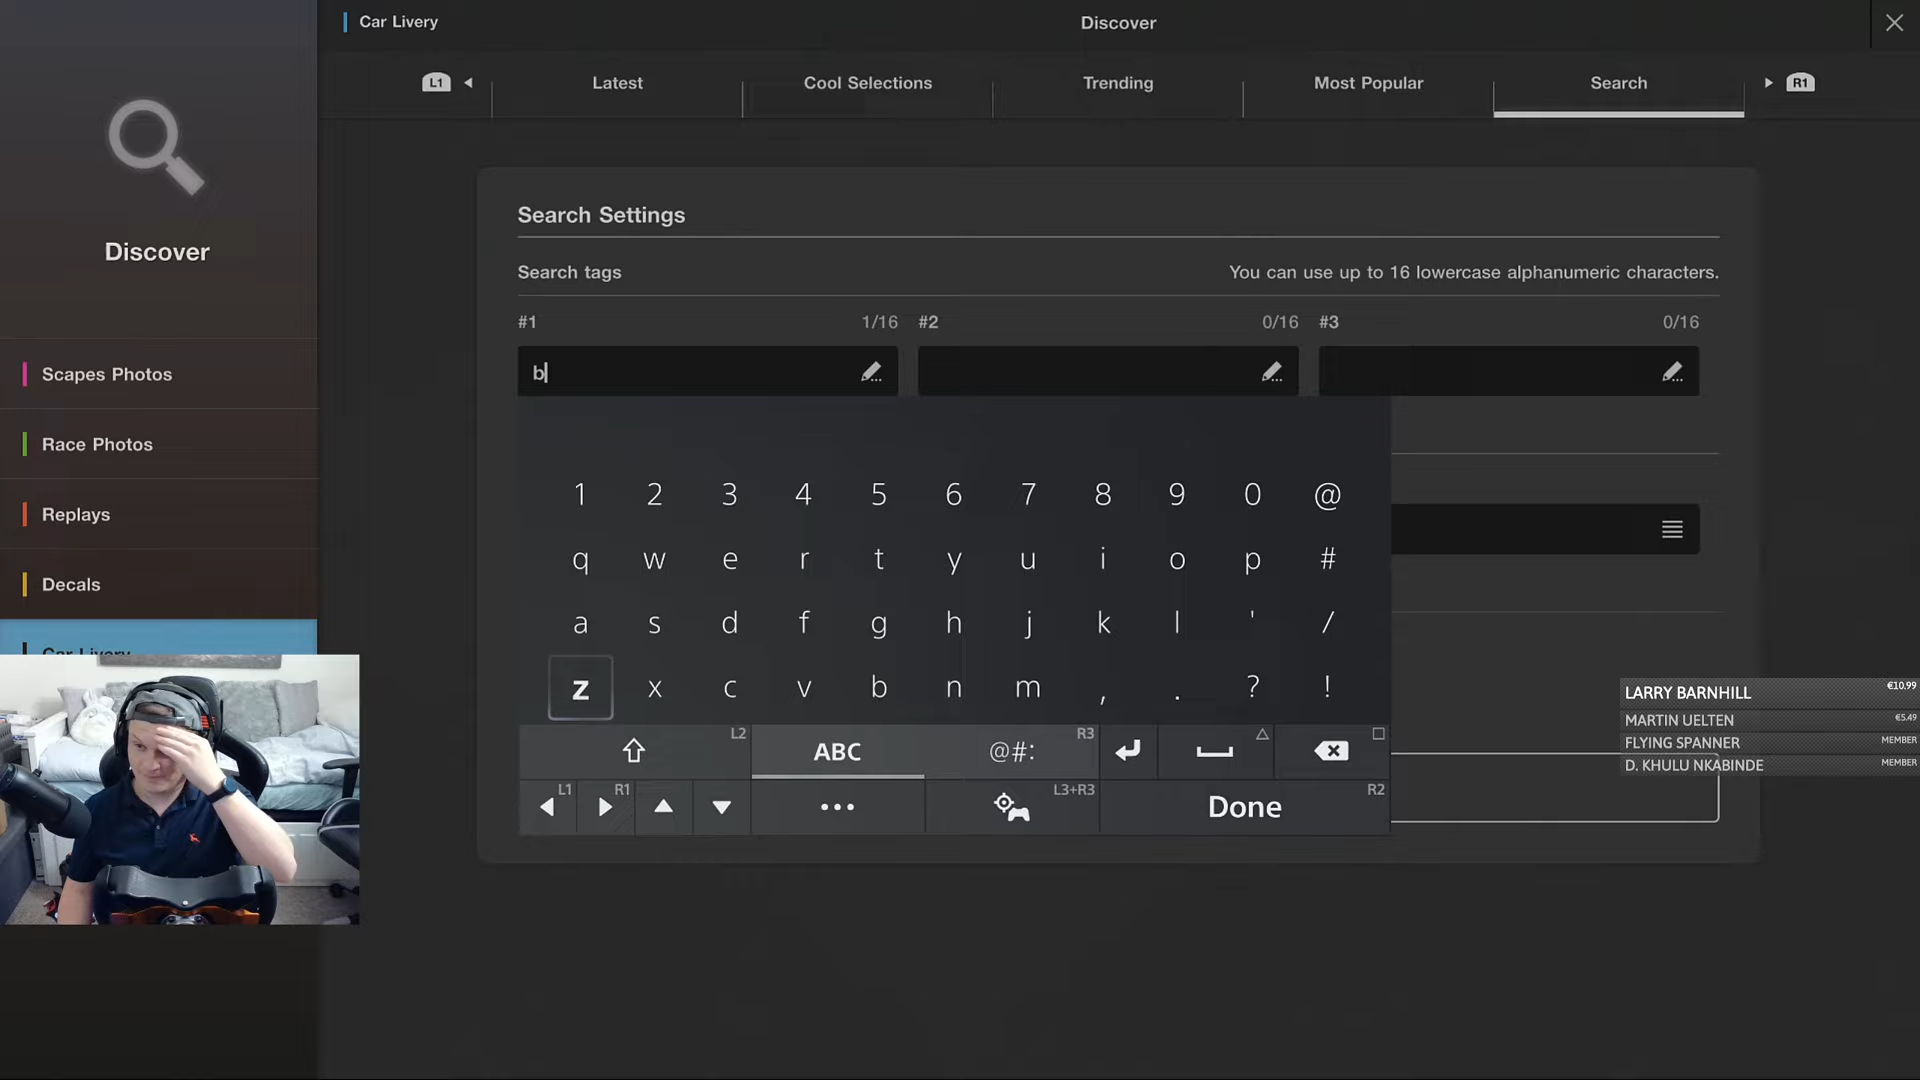 Car Livery
Discover
L1
Latest
Cool Selections
Trending
Most Popular
Search
R1
Discover
Search Settings
Search tags
You can use up to 16 lowercase alphanumeric characters.
#1 1/16 #2 0/16 #3 0/16
b
Scapes Photos
Race Photos
Replays
Decals
Car Livery
1 2 3 4 5 6 7 8 9 0 @
q w e r t y u i o p #
a s d f g h j k l ' /
z x c v b n m , . ? !
L2 ABC @#: R3
L1 R1 ... L3+R3 Done R2
LARRY BARNHILL €10.99
MARTIN UELTEN €5.49
FLYING SPANNER MEMBER
D. KHULU NKABINDE MEMBER